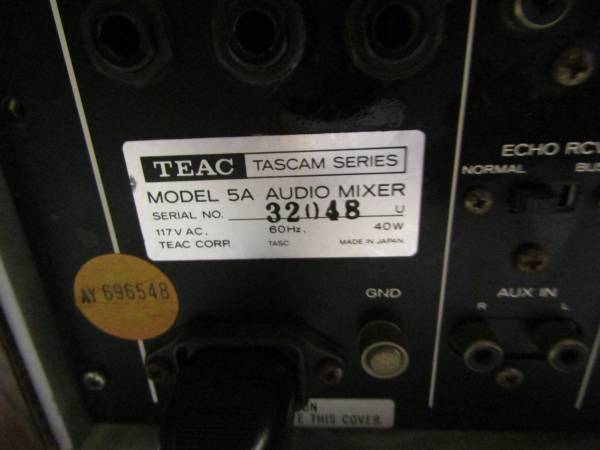 ECHO RCV
NORMAL
TEAC TASCAM SERIES
MODEL 5A AUDIO MIXER
SERIAL NO. 32048 U
117V AC, 60Hz, 40W
TEAC CORP. TASC MADE IN JAPAN
AY 696548
GND
AUX IN
R L
THIS COVER